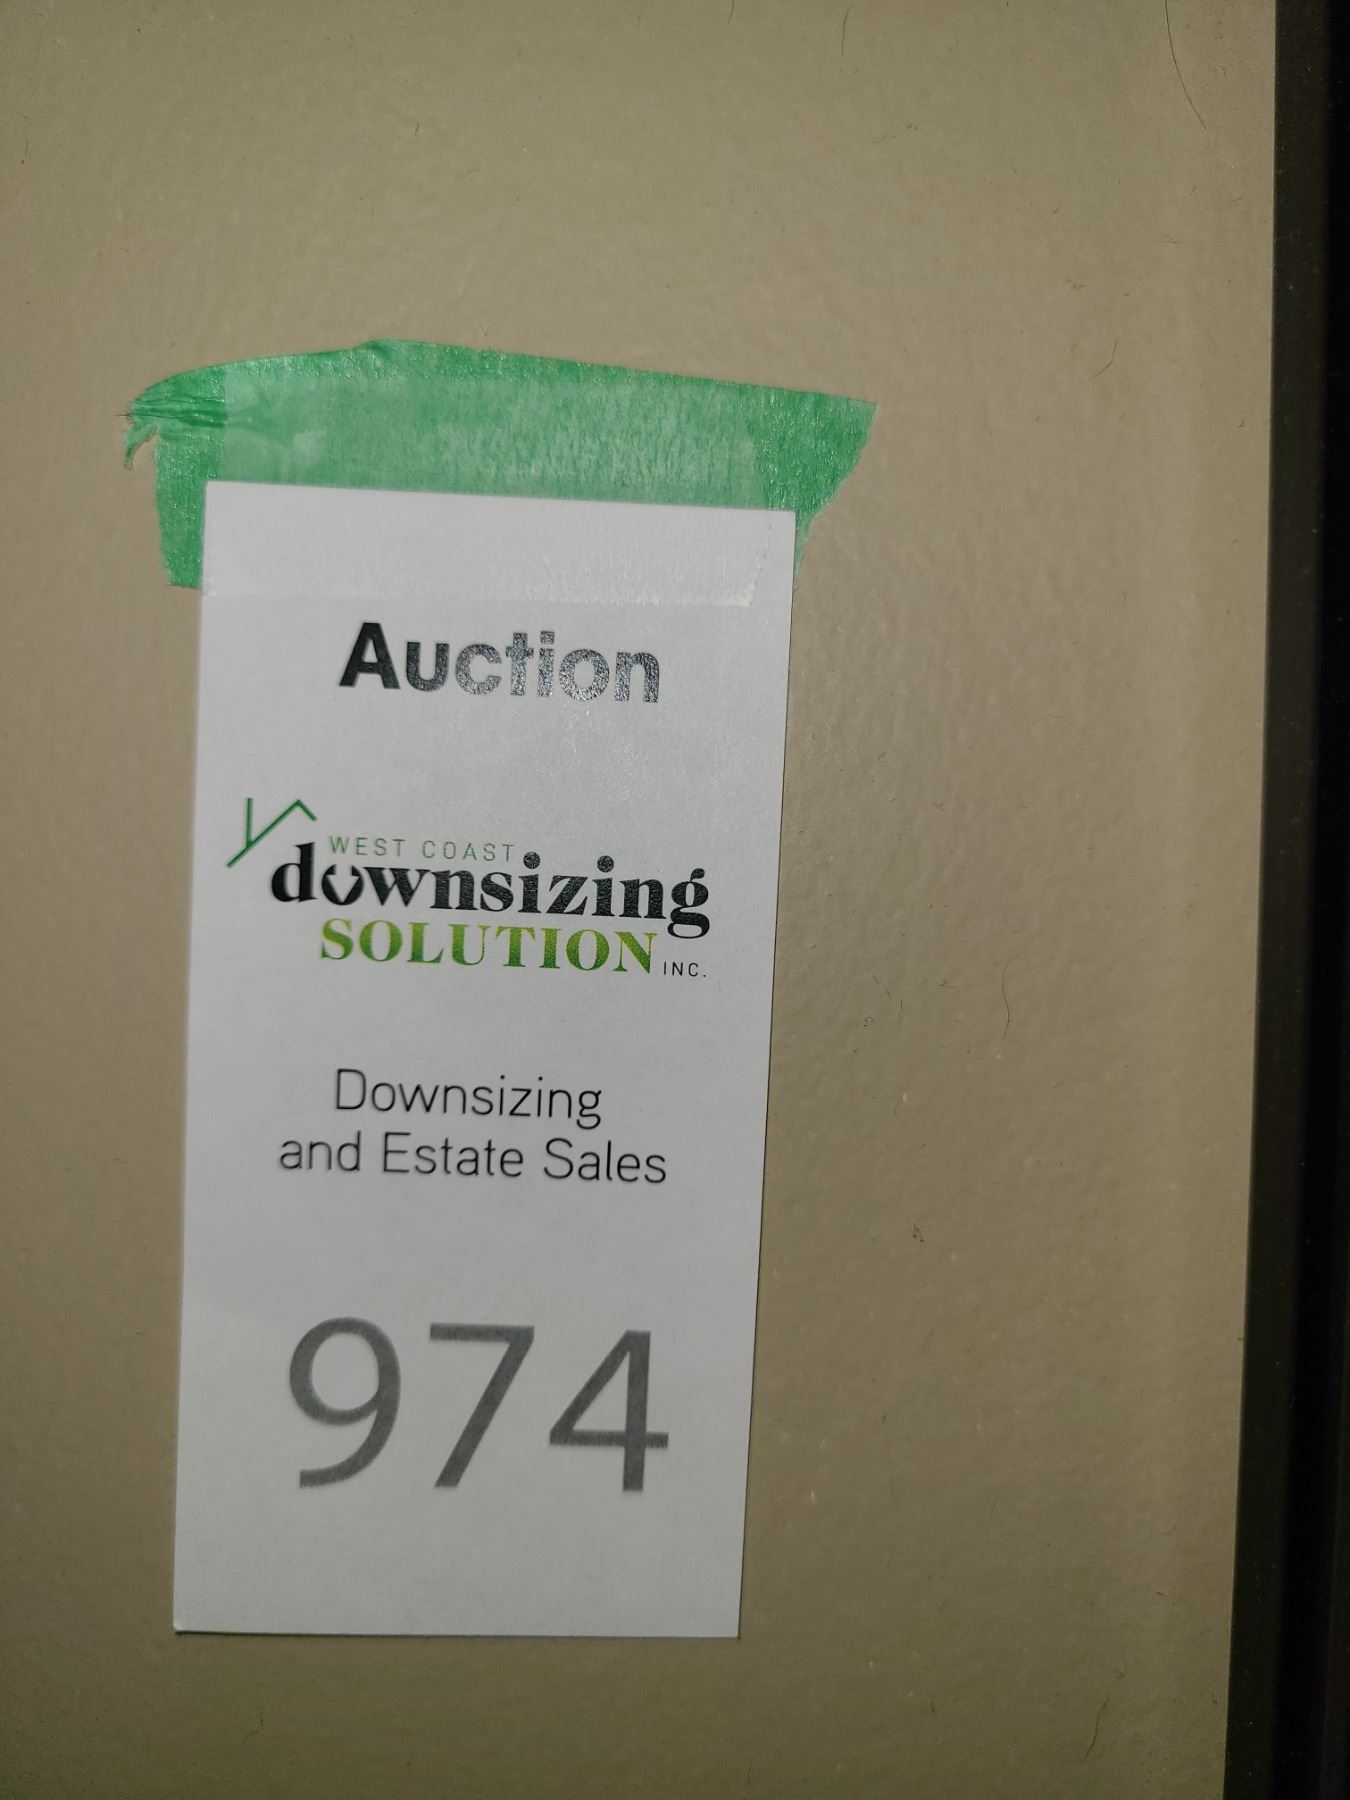 Auction
WEST COAST
downsizing
SOLUTION INC.
Downsizing
and Estate Sales
974